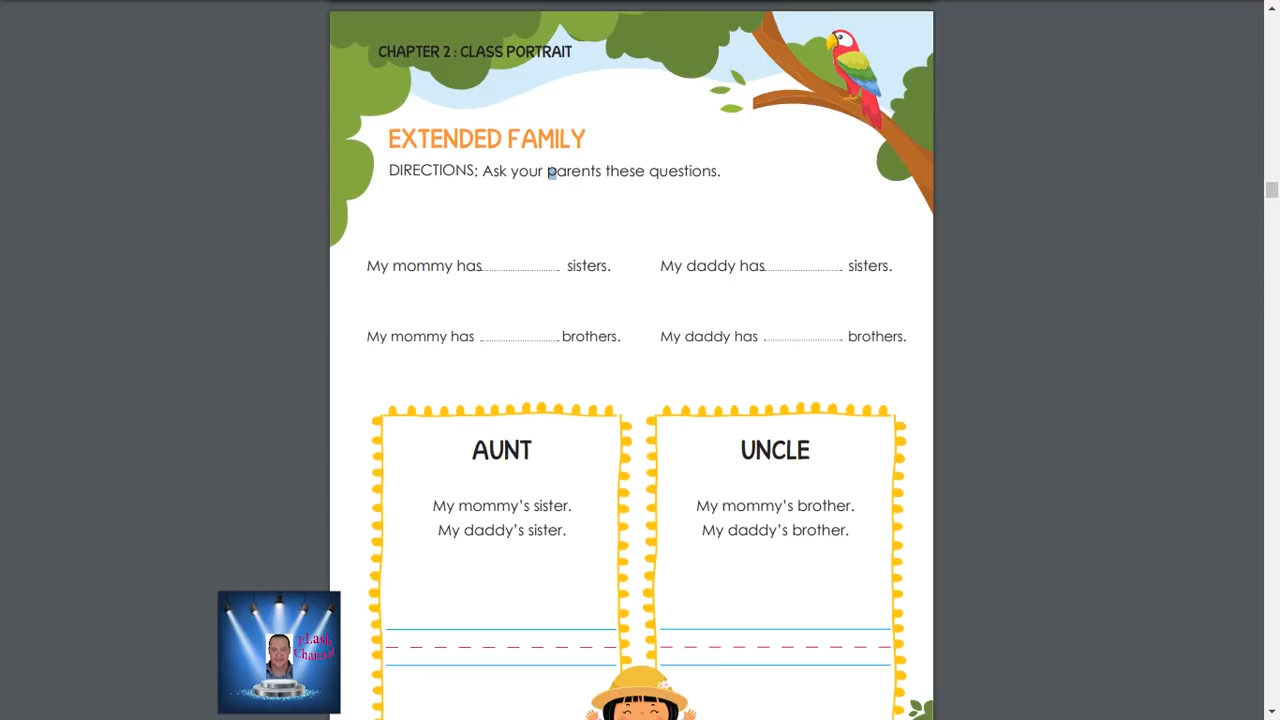 CHAPTER 2 : CLASS PORTRAIT
EXTENDED FAMILY
DIRECTIONS: Ask your parents these questions.
My mommy has.............................. sisters.
My daddy has.............................. sisters.
My mommy has .............................. brothers.
My daddy has .............................. brothers.
AUNT
My mommy's sister.
My daddy's sister.
UNCLE
My mommy's brother.
My daddy's brother.
Flash
Channel